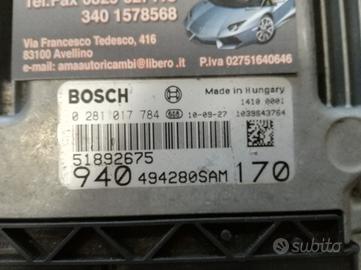 340 1578568
Via Francesco Tedesco, 416
83100 Avellino
P.Iva 02751640646
e-mail: amaautoricambi@libero.it
BOSCH
Made in Hungary
1410 0001
0 281 017 784
10-09-27
1039S43764
51892675
940 494280SAM 170
subito